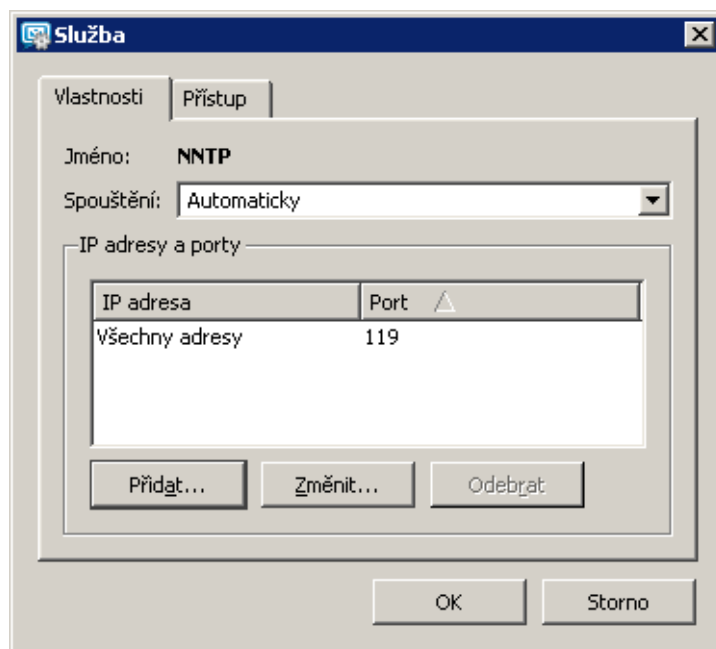 Služba
Vlastnosti Přístup
Jméno: NNTP
Spouštění: Automaticky
IP adresy a porty
IP adresa Port
Všechny adresy 119
Přidat... Změnit... Odebrat
OK Storno